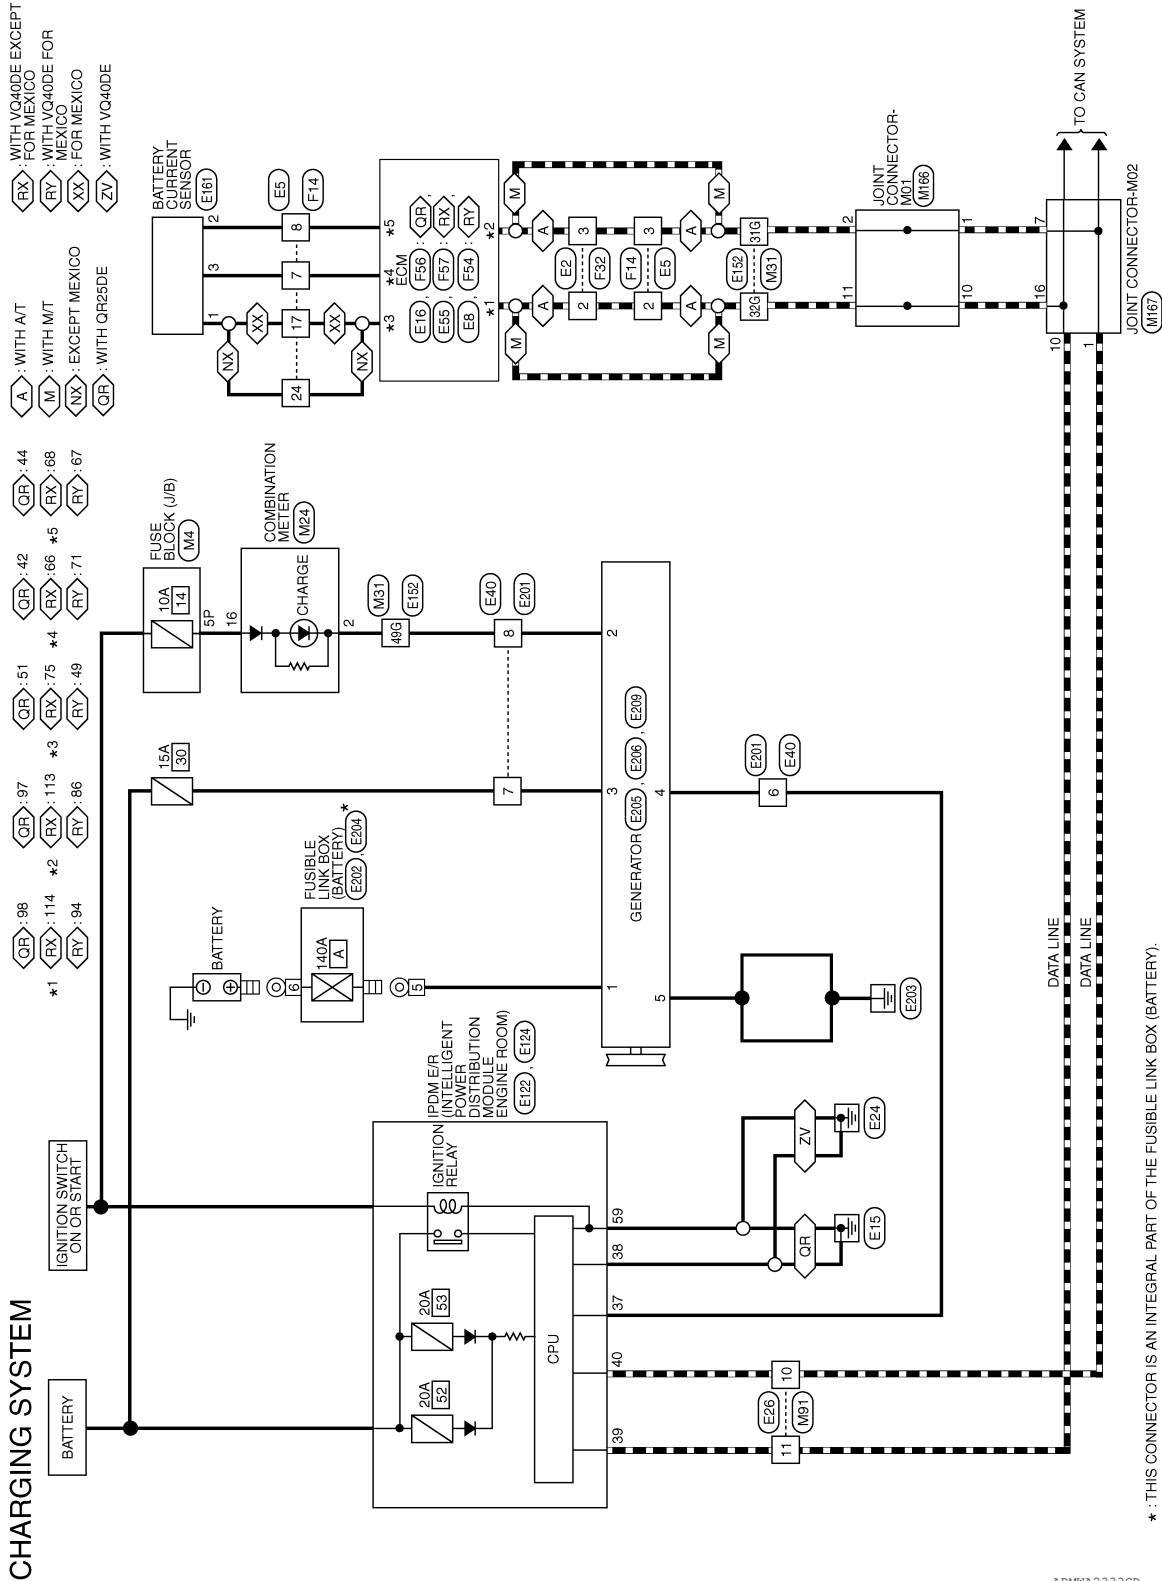 CHARGING SYSTEM
BATTERY
IGNITION SWITCH
ON OR START
*1
QR : 98
RX : 114
RY : 94
*2
QR : 97
RX : 113
RY : 86
*3
QR : 51
RX : 75
RY : 49
*4
QR : 42
RX : 66
RY : 71
*5
QR : 44
RX : 68
RY : 67
A : WITH A/T
M : WITH M/T
NX : EXCEPT MEXICO
QR : WITH QR25DE
RX : WITH VQ40DE EXCEPT
FOR MEXICO
RY : WITH VQ40DE FOR
MEXICO
XX : FOR MEXICO
ZV : WITH VQ40DE
BATTERY
6
140A
A
5
FUSIBLE
LINK BOX
(BATTERY) *
E202 , E204
15A
30
10A
14
FUSE
BLOCK (J/B)
M4
5P
16
CHARGE
COMBINATION
METER
M24
2
49G
M31
E152
7
8
E40
E201
BATTERY
CURRENT
SENSOR
E161
1
3
2
NX
XX
24
17
7
8
E5
F14
NX
XX
*3
*4
*5
ECM
E16 , F56 : QR ,
E55 , F57 : RX ,
E8 , F54 : RY
*1
*2
M
A
A
M
2
3
E2
F32
2
3
F14
E5
M
A
A
M
32G
31G
E152
M31
11
2
JOINT
CONNECTOR-
M01
M166
10
1
16
7
10
1
JOINT CONNECTOR-M02
M167
TO CAN SYSTEM
20A
52
20A
53
IGNITION
RELAY
IPDM E/R
(INTELLIGENT
POWER
DISTRIBUTION
MODULE
ENGINE ROOM)
E122 , E124
CPU
39
40
37
38
59
1
3
2
GENERATOR E205 , E206 , E209
5
4
6
E201
E40
QR
E15
ZV
E24
E203
11
10
E26
M91
DATA LINE
DATA LINE
* : THIS CONNECTOR IS AN INTEGRAL PART OF THE FUSIBLE LINK BOX (BATTERY).